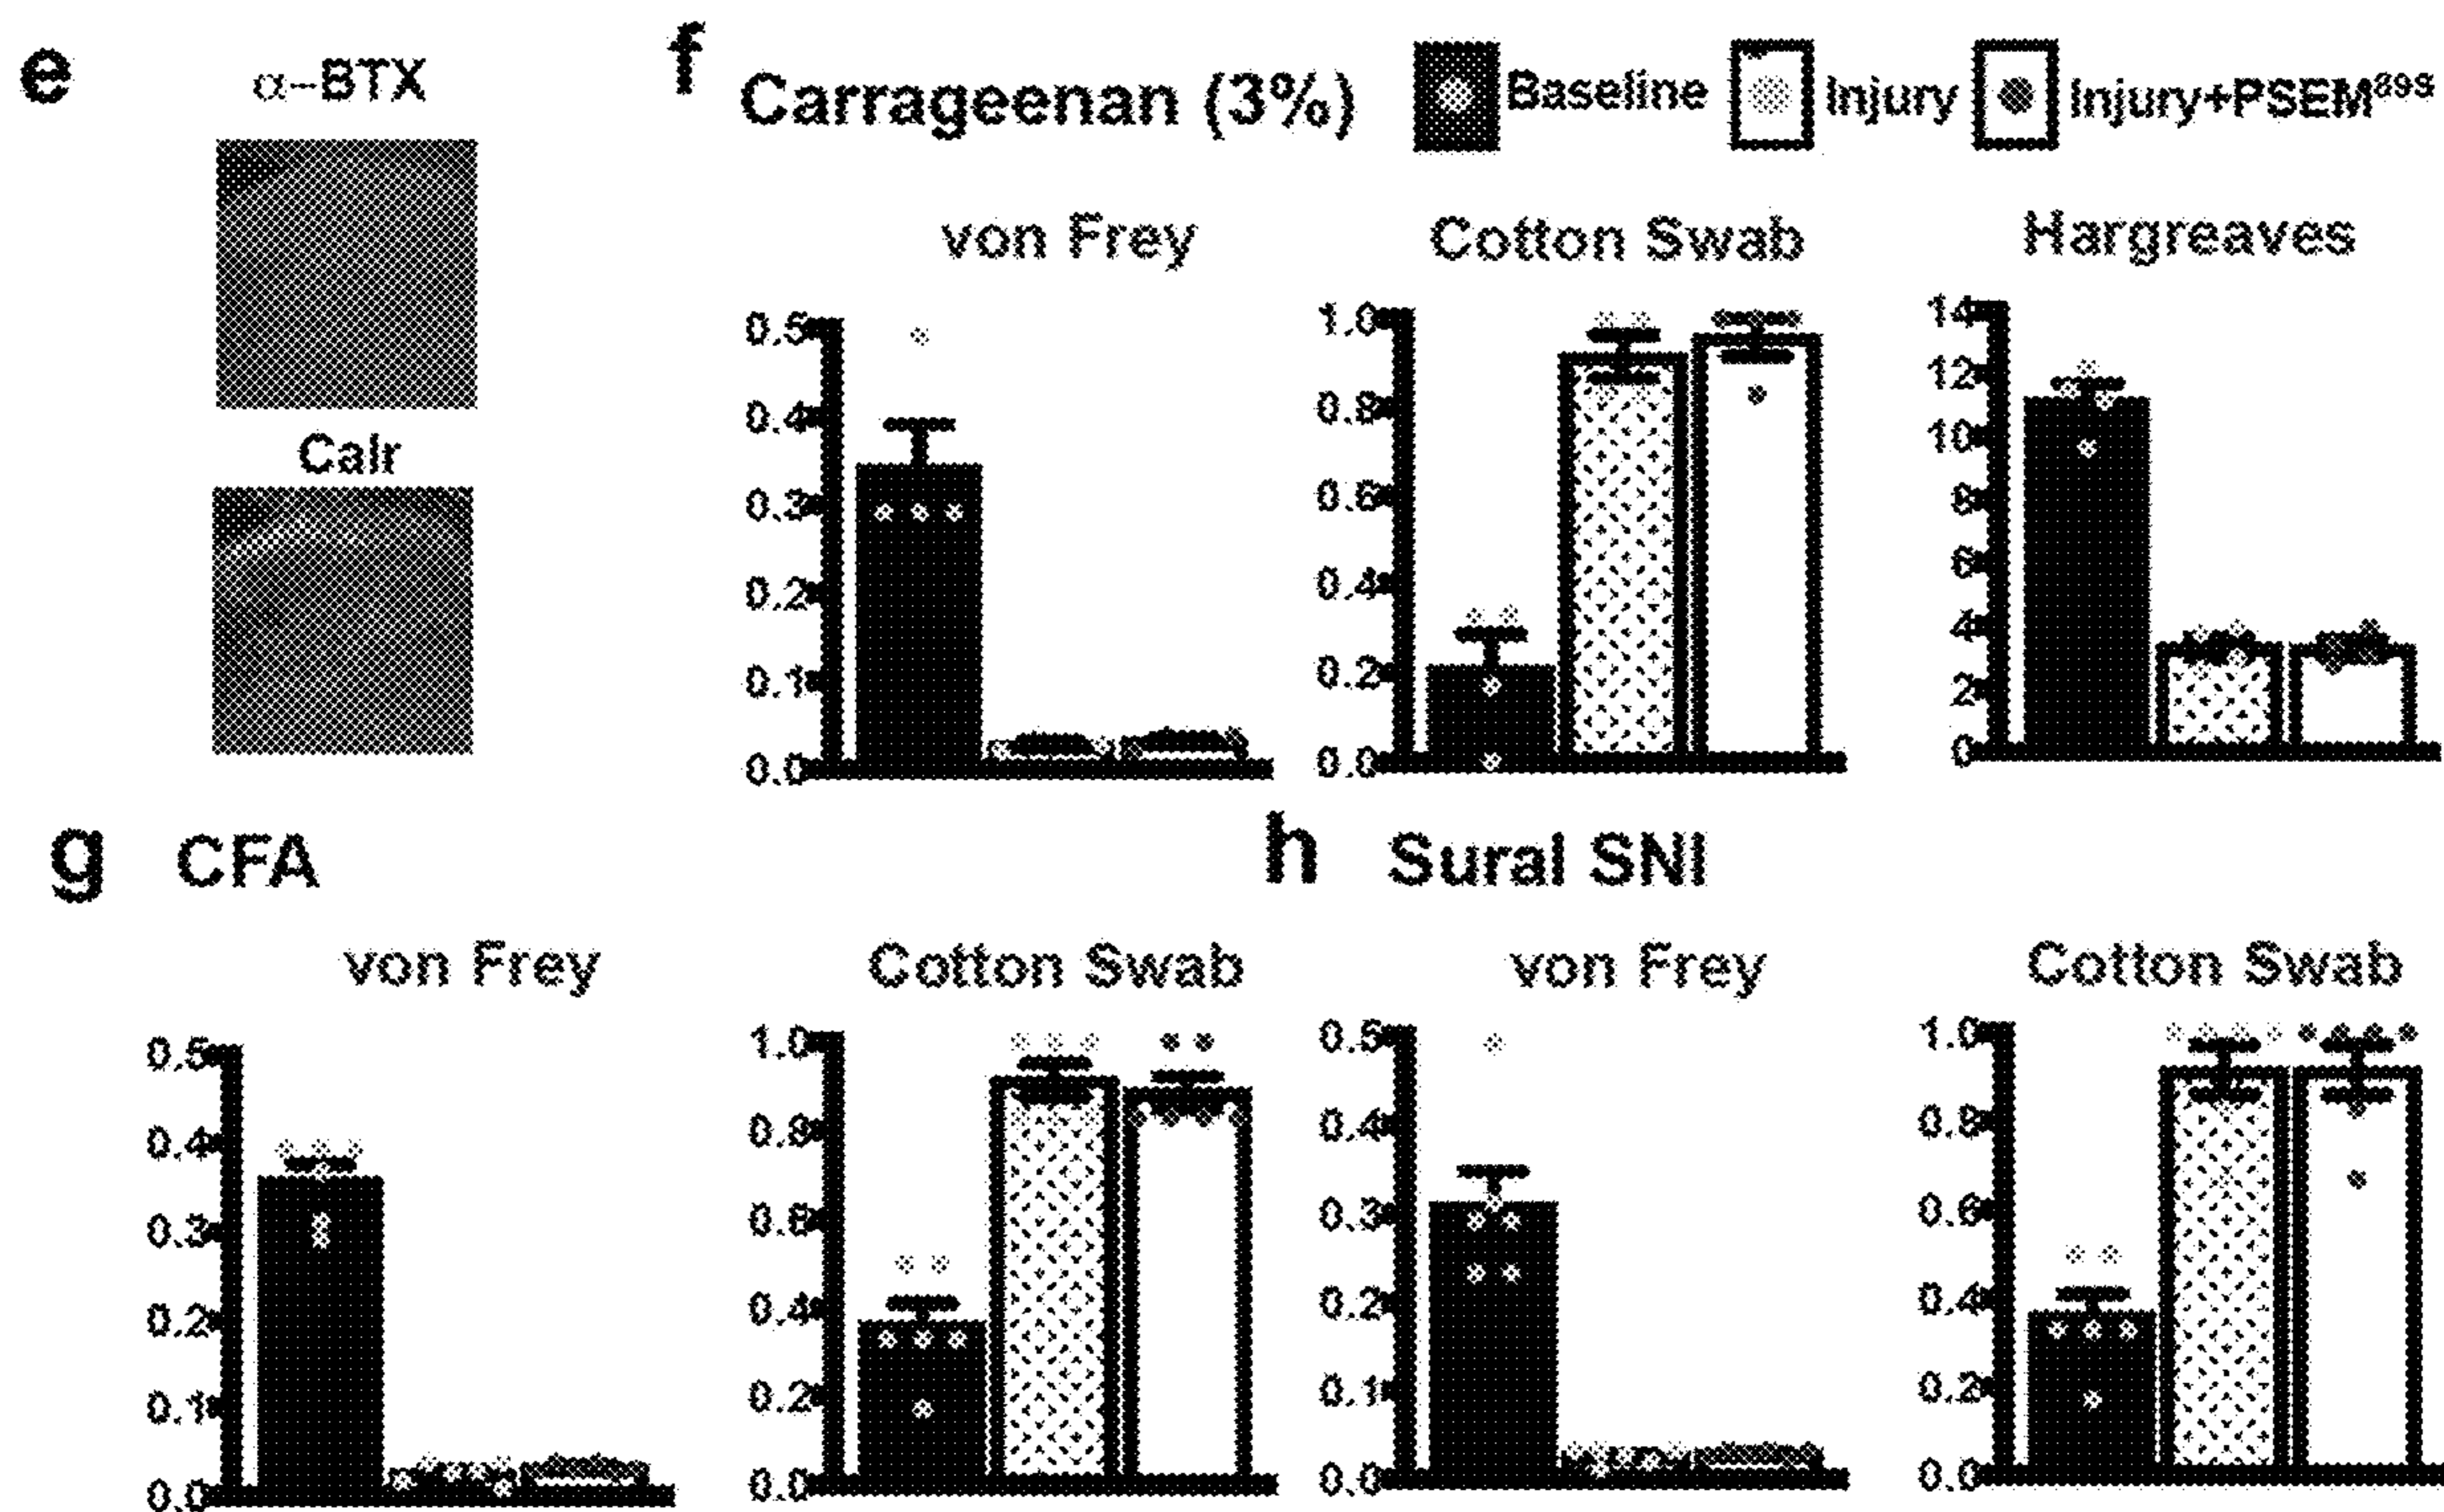 e
α–BTX
Calr
f
Carrageenan (3%)
Baseline
Injury
Injury+PSEM⁸⁹ˢ
von Frey
0.5
0.4
0.3
0.2
0.1
0.0
Cotton Swab
1.0
0.8
0.6
0.4
0.2
0.0
Hargreaves
14
12
10
8
6
4
2
0
g
CFA
von Frey
0.5
0.4
0.3
0.2
0.1
0.0
Cotton Swab
1.0
0.8
0.6
0.4
0.2
0.0
h
Sural SNI
von Frey
0.5
0.4
0.3
0.2
0.1
0.0
Cotton Swab
1.0
0.8
0.6
0.4
0.2
0.0